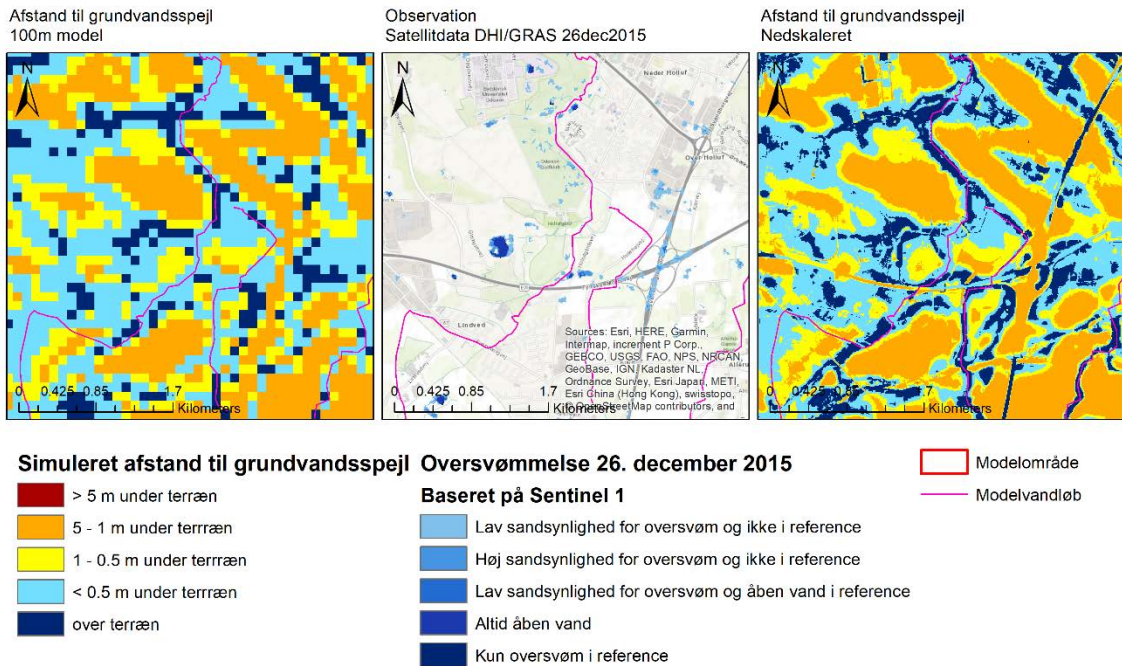 Afstand til grundvandsspejl
100m model
Observation
Satellitdata DHI/GRAS 26dec2015
Afstand til grundvandsspejl
Nedskaleret
N
0 0.425 0.85 1.7
Kilometers
N
Neder Holluf
Over Holluf
Lindved
Sources: Esri, HERE, Garmin,
Intermap, increment P Corp.,
GEBCO, USGS, FAO, NPS, NRCAN,
GeoBase, IGN, Kadaster NL,
Ordnance Survey, Esri Japan, METI,
Esri China (Hong Kong), swisstopo,
© OpenStreetMap contributors, and
0 0.425 0.85 1.7
Kilometers
N
0 0.425 0.85 1.7
Kilometers
Simuleret afstand til grundvandsspejl
> 5 m under terræn
5 - 1 m under terrræn
1 - 0.5 m under terrræn
< 0.5 m under terrræn
over terræn
Oversvømmelse 26. december 2015
Baseret på Sentinel 1
Lav sandsynlighed for oversvøm og ikke i reference
Høj sandsynlighed for oversvøm og ikke i reference
Lav sandsynlighed for oversvøm og åben vand i reference
Altid åben vand
Kun oversvøm i reference
Modelområde
Modelvandløb